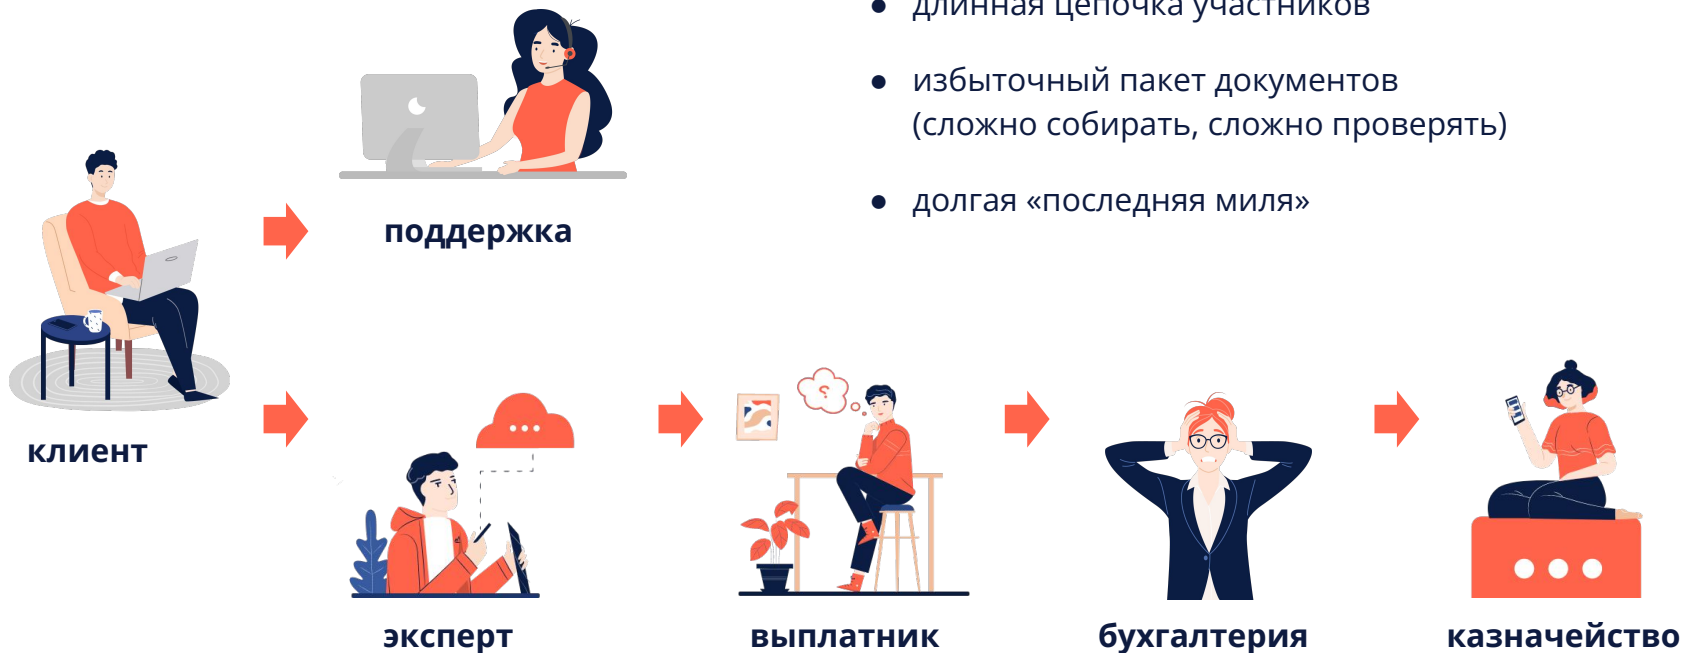 ● длинная цепочка участников
● избыточный пакет документов
(сложно собирать, сложно проверять)
● долгая «последняя миля»
поддержка
клиент
эксперт
выплатник
бухгалтерия
казначейство